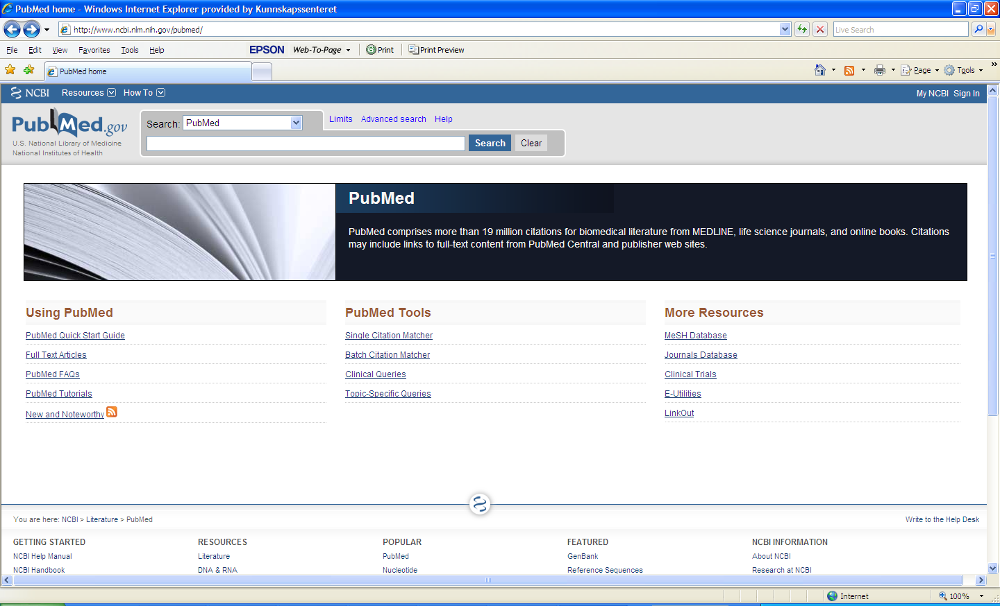 PubMed home - Windows Internet Explorer provided by Kunnskapssenteret
http://www.ncbi.nlm.nih.gov/pubmed/
Live Search
File Edit View Favorites Tools Help
EPSON Web-To-Page Print Print Preview
PubMed home
Page Tools
NCBI Resources How To
My NCBI Sign In
PubMed.gov
U.S. National Library of Medicine
National Institutes of Health
Search: PubMed
Limits Advanced search Help
Search Clear
PubMed
PubMed comprises more than 19 million citations for biomedical literature from MEDLINE, life science journals, and online books. Citations
may include links to full-text content from PubMed Central and publisher web sites.
Using PubMed
PubMed Quick Start Guide
Full Text Articles
PubMed FAQs
PubMed Tutorials
New and Noteworthy
PubMed Tools
Single Citation Matcher
Batch Citation Matcher
Clinical Queries
Topic-Specific Queries
More Resources
MeSH Database
Journals Database
Clinical Trials
E-Utilities
LinkOut
You are here: NCBI > Literature > PubMed
Write to the Help Desk
GETTING STARTED
NCBI Help Manual
NCBI Handbook
RESOURCES
Literature
DNA & RNA
POPULAR
PubMed
Nucleotide
FEATURED
GenBank
Reference Sequences
NCBI INFORMATION
About NCBI
Research at NCBI
Internet
100%